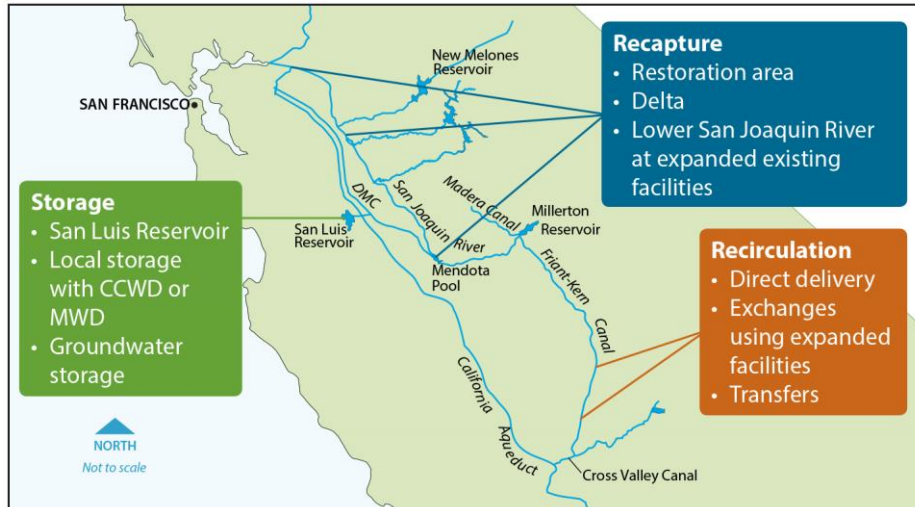 Recapture
• Restoration area
• Delta
• Lower San Joaquin River
at expanded existing
facilities
New Melones
Reservoir
SAN FRANCISCO
Storage
• San Luis Reservoir
• Local storage
with CCWD or
MWD
• Groundwater
storage
DMC
San Luis
Reservoir
San Joaquin River
Madera Canal
Millerton
Reservoir
Mendota
Pool
Friant-Kern
Canal
Recirculation
• Direct delivery
• Exchanges
using expanded
facilities
• Transfers
California
Aqueduct
Cross Valley Canal
NORTH
Not to scale